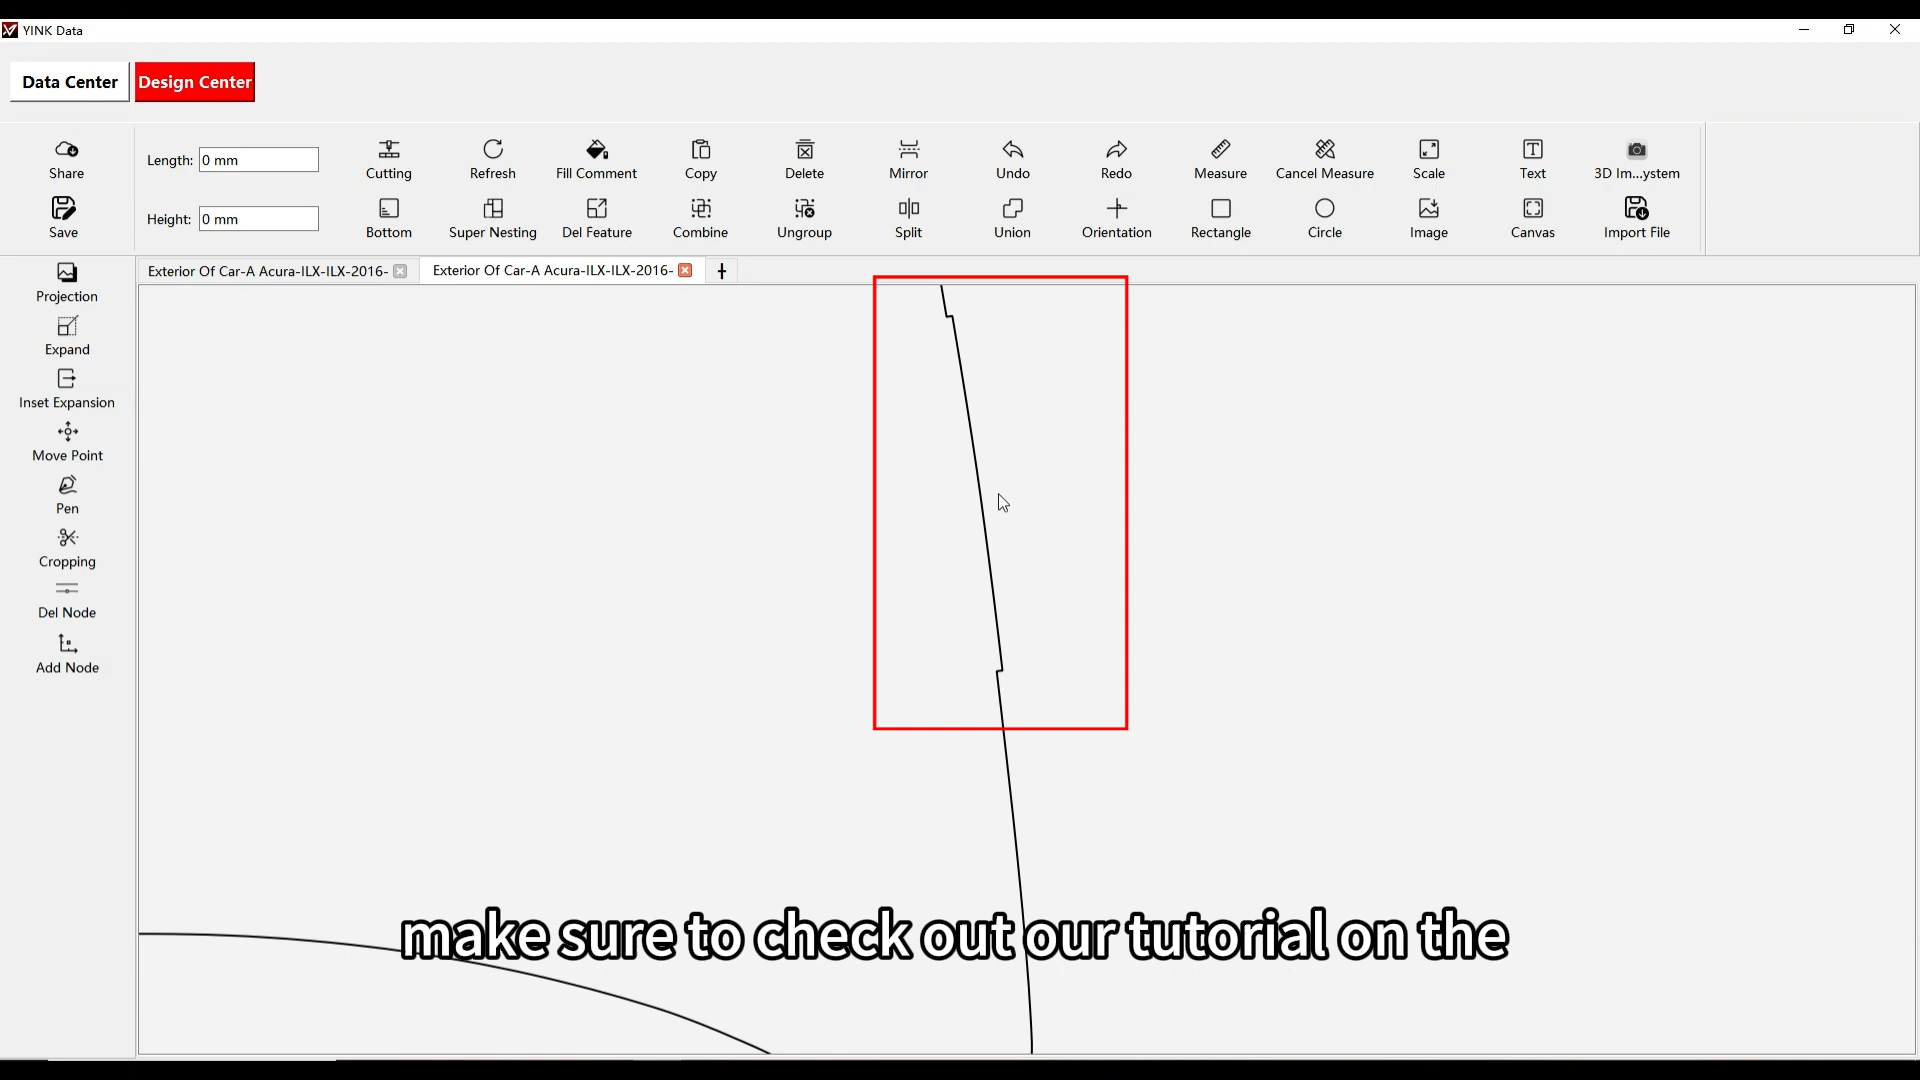 YINK Data
Data Center
Design Center
Share
Save
Length:
0 mm
Height:
0 mm
Cutting
Refresh
Fill Comment
Copy
Delete
Mirror
Undo
Redo
Measure
Cancel Measure
Scale
Text
3D Im...ystem
Bottom
Super Nesting
Del Feature
Combine
Ungroup
Split
Union
Orientation
Rectangle
Circle
Image
Canvas
Import File
Exterior Of Car-A Acura-ILX-ILX-2016-
Exterior Of Car-A Acura-ILX-ILX-2016-
Projection
Expand
Inset Expansion
Move Point
Pen
Cropping
Del Node
Add Node
make sure to check out our tutorial on the